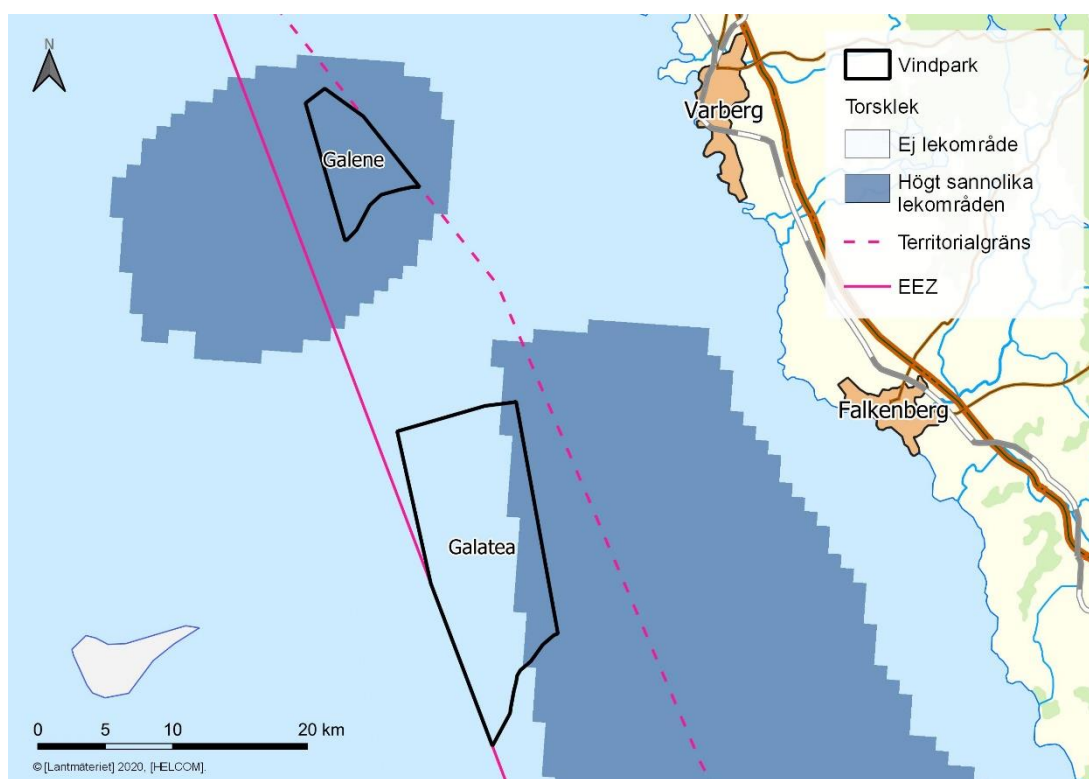 N
Varberg
Galene
Galatea
Falkenberg
Vindpark
Torsklek
Ej lekområde
Högt sannolika
lekområden
Territorialgräns
EEZ
0 5 10 20 km
© [Lantmäteriet] 2020, [HELCOM].